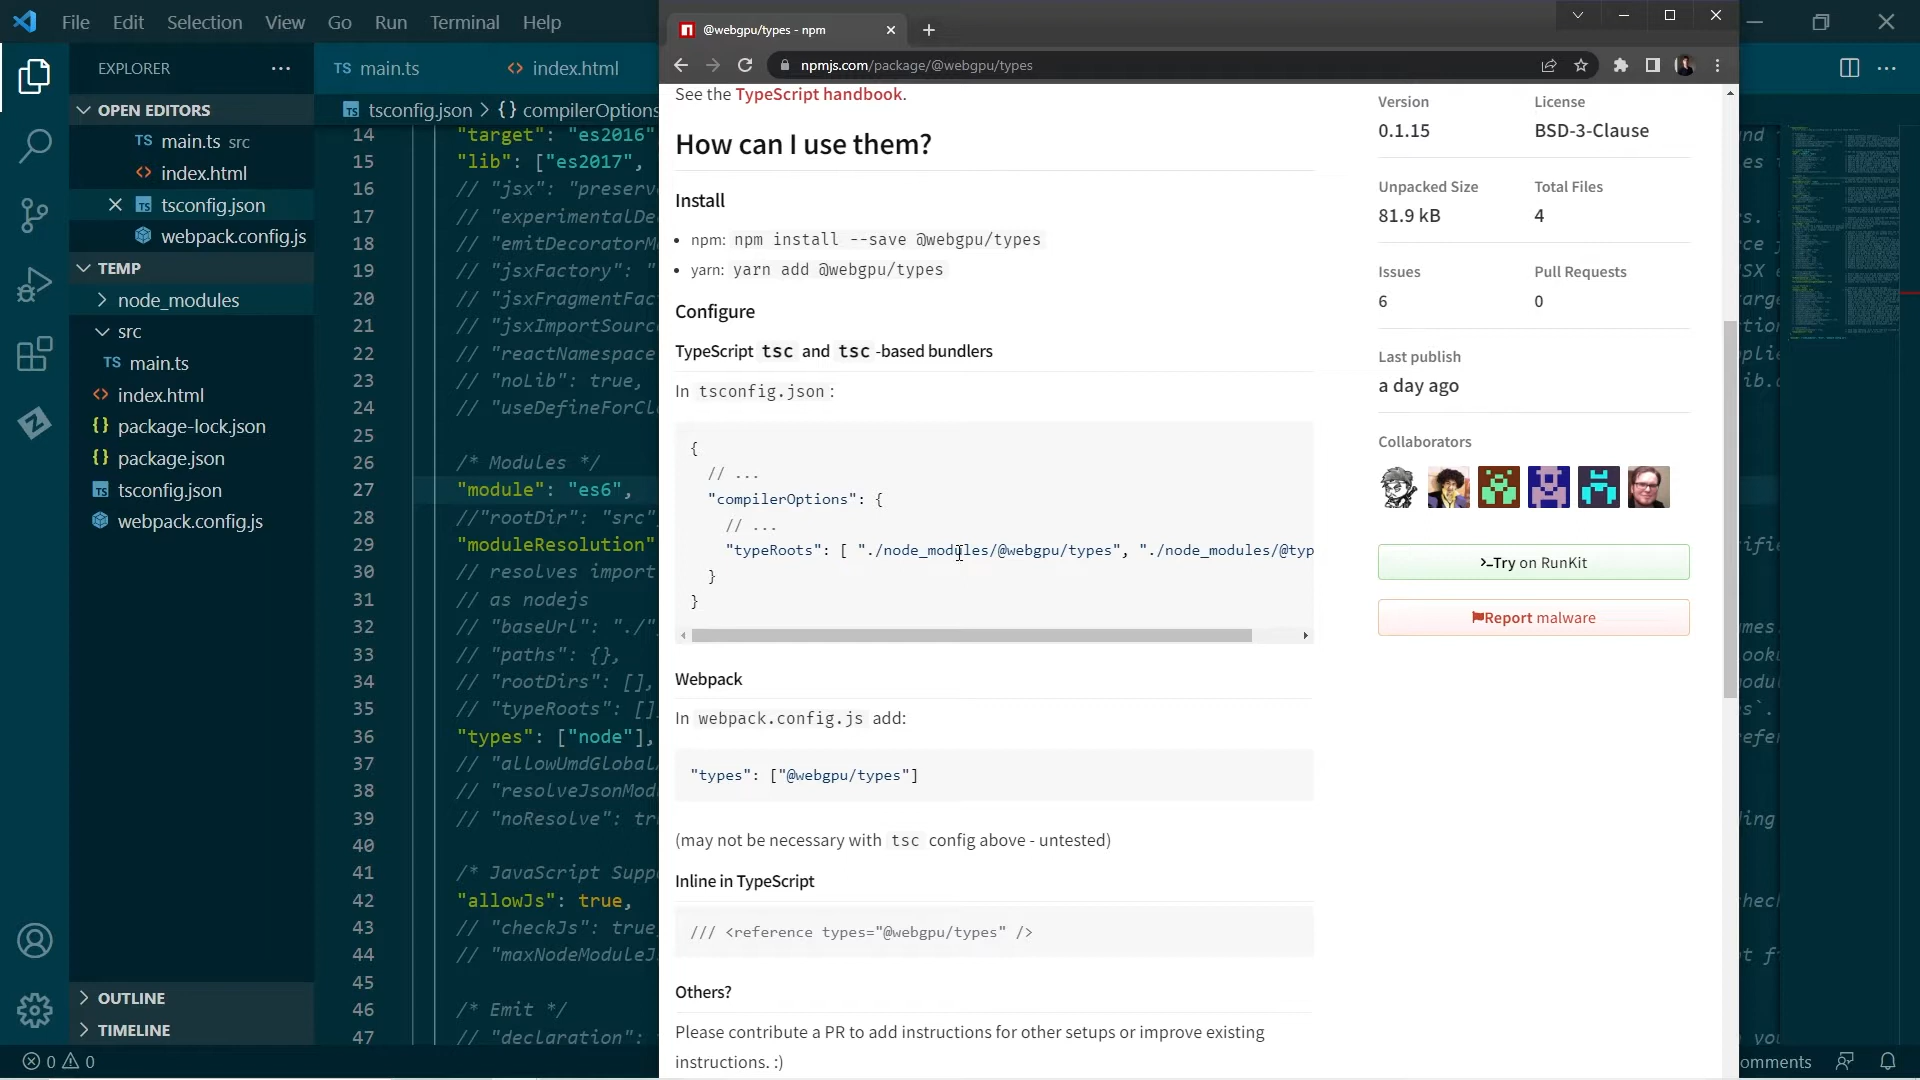 File Edit Selection View Go Run Terminal Help
EXPLORER
OPEN EDITORS
TS main.ts src
index.html
tsconfig.json
webpack.config.js
TEMP
node_modules
src
TS main.ts
index.html
package-lock.json
package.json
tsconfig.json
webpack.config.js
OUTLINE
TIMELINE
0 0
TS main.ts
index.html
tsconfig.json > {} compilerOptions
14 "target": "es2016"
15 "lib": ["es2017",
16 // "jsx": "preserv
17 // "experimentalDe
18 // "emitDecoratorM
19 // "jsxFactory": "
20 // "jsxFragmentFac
21 // "jsxImportSourc
22 // "reactNamespace
23 // "noLib": true,
24 // "useDefineForCl
25
26 /* Modules */
27 "module": "es6",
28 //"rootDir": "src"
29 "moduleResolution"
30 // resolves import
31 // as nodejs
32 // "baseUrl": "./"
33 // "paths": {},
34 // "rootDirs": [],
35 // "typeRoots": []
36 "types": ["node"],
37 // "allowUmdGlobal
38 // "resolveJsonMod
39 // "noResolve": tr
40
41 /* JavaScript Supp
42 "allowJs": true,
43 // "checkJs": true
44 // "maxNodeModuleJ
45
46 /* Emit */
47 // "declaration":
@webgpu/types - npm
npmjs.com/package/@webgpu/types
See the TypeScript handbook.
How can I use them?
Install
• npm: npm install --save @webgpu/types
• yarn: yarn add @webgpu/types
Configure
TypeScript tsc and tsc -based bundlers
In tsconfig.json :
{
// ...
"compilerOptions": {
// ...
"typeRoots": [ "./node_modules/@webgpu/types", "./node_modules/@typ
}
}
Webpack
In webpack.config.js add:
"types": ["@webgpu/types"]
(may not be necessary with tsc config above - untested)
Inline in TypeScript
/// <reference types="@webgpu/types" />
Others?
Please contribute a PR to add instructions for other setups or improve existing
instructions. :)
Version License
0.1.15 BSD-3-Clause
Unpacked Size Total Files
81.9 kB 4
Issues Pull Requests
6 0
Last publish
a day ago
Collaborators
>-Try on RunKit
Report malware
omments